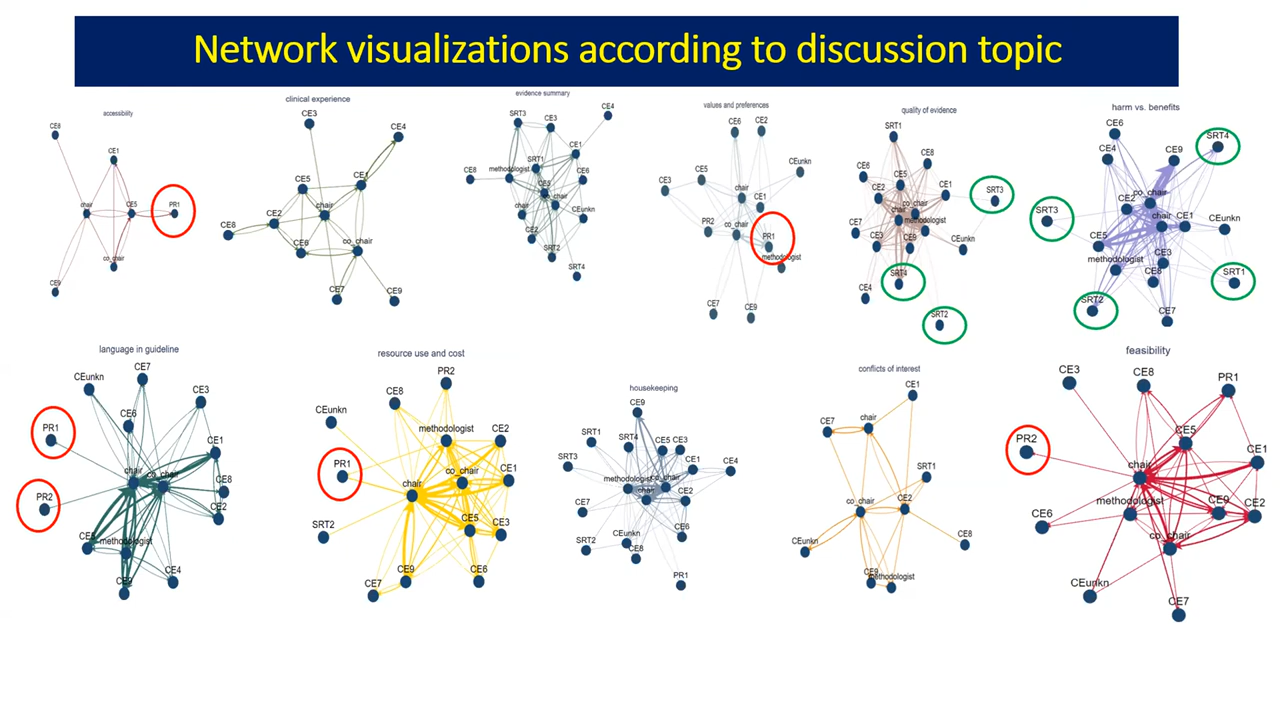 Network visualizations according to discussion topic
accessibility
CE8
CE1
chair
CE5
PR1
co_chair
CE9
clinical experience
CE3
CE4
CE5
CE1
chair
CE2
CE8
CE6
co_chair
CE7
CE9
evidence summary
CE4
SRT3
CE3
CE1
SRT1
methodologist
CE8
CE6
CE5
co_chair
chair
CEunkn
CE2
SRT2
SRT4
values and preferences
CE6
CE2
CEunkn
CE5
CE3
chair
CE1
PR2
co_chair
PR1
methodologist
CE7
CE9
quality of evidence
SRT1
CE8
CE6
CE5
CE2
CE1
SRT3
co_chair
chair
methodologist
CE7
CE3
CE9
CEunkn
SRT4
CE4
SRT2
harm vs. benefits
CE6
SRT4
CE4
CE9
co_chair
CE2
SRT3
chair
CE1
CEunkn
CE5
methodologist
CE3
CE8
SRT1
SRT2
CE7
language in guideline
CE7
CEunkn
CE3
CE6
PR1
CE1
chair
co_chair
CE8
PR2
CE2
methodologist
CE4
resource use and cost
PR2
CE8
CEunkn
methodologist
CE2
PR1
co_chair
CE1
chair
SRT2
CE5
CE3
CE9
CE6
CE7
housekeeping
CE9
SRT1
SRT4
CE5
CE3
SRT3
CE1
CE4
methodologist
co_chair
chair
CE2
CE7
CE6
CEunkn
SRT2
CE8
PR1
conflicts of interest
CE1
chair
CE7
SRT1
CE2
co_chair
CE8
CEunkn
CE9
methodologist
feasibility
CE3
CE8
PR1
CE5
PR2
CE1
chair
methodologist
CE9
CE2
CE6
co_chair
CEunkn
CE7